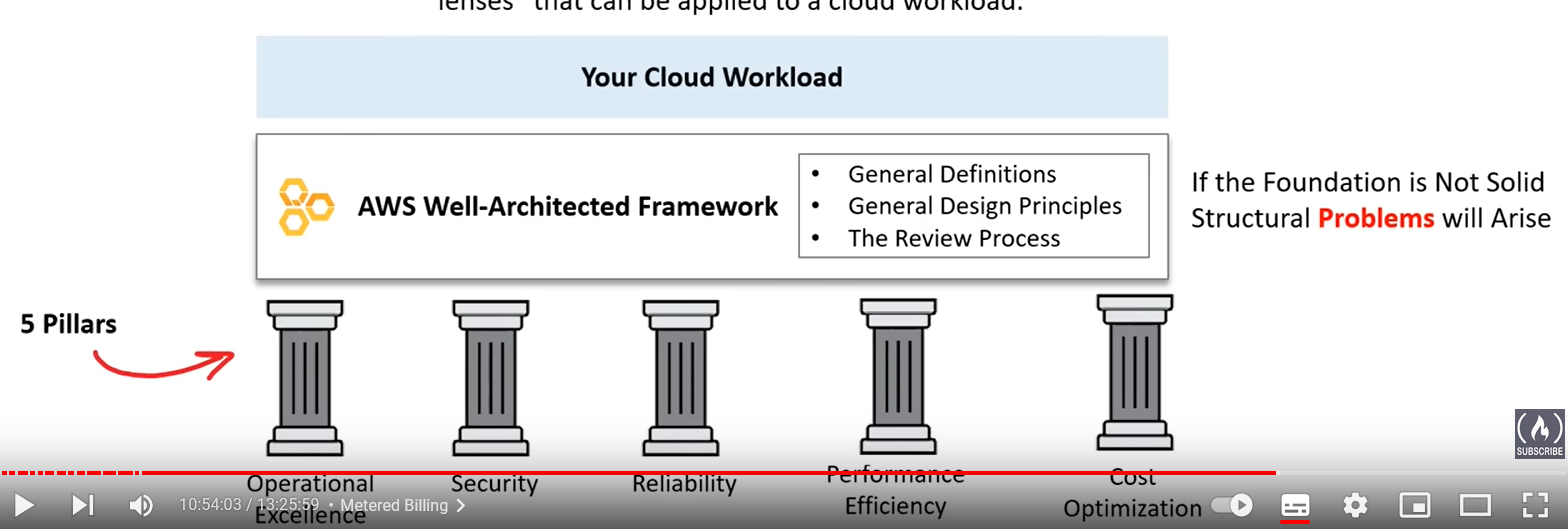 lenses" that can be applied to a cloud workload.
Your Cloud Workload
AWS Well-Architected Framework
• General Definitions
• General Design Principles
• The Review Process
If the Foundation is Not Solid
Structural Problems will Arise
5 Pillars
Operational
Excellence
Security
Reliability
Performance
Efficiency
Cost
Optimization
SUBSCRIBE
10:54:03 / 13:25:59 • Metered Billing